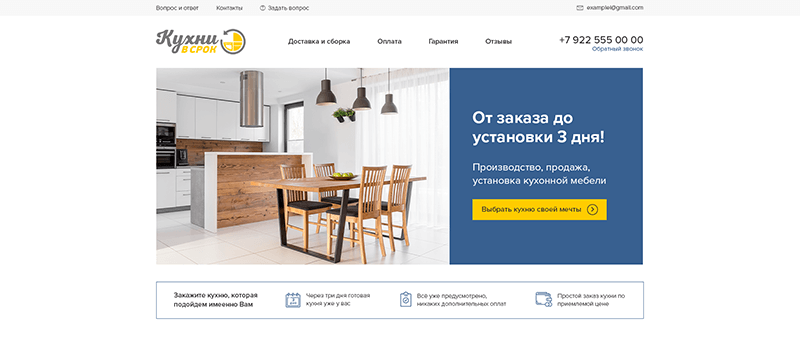 Вопрос и ответ
Контакты
Задать вопрос
examplel@gmail.com
Кухни
В СРОК
Доставка и сборка
Оплата
Гарантия
Отзывы
+7 922 555 00 00
Обратный звонок
От заказа до
установки 3 дня!
Производство, продажа,
установка кухонной мебели
Выбрать кухню своей мечты
Закажите кухню, которая
подойдем имеенно Вам
Через три дня готовая
кухня уже у вас
Всё уже предусмотрено,
никаких дополнительных оплат
Простой заказ кухни по
приемлемой цене